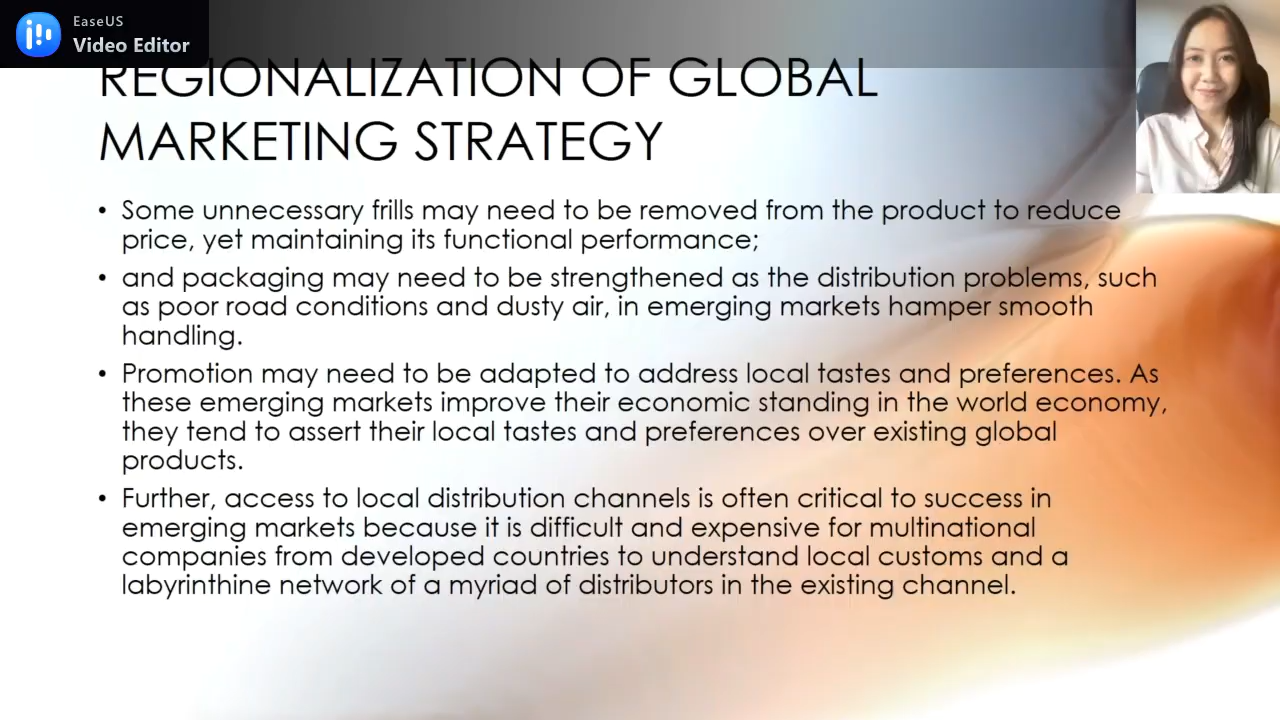 EaseUS
Video Editor
REGIONALIZATION OF GLOBAL
MARKETING STRATEGY
• Some unnecessary frills may need to be removed from the product to reduce
price, yet maintaining its functional performance;
• and packaging may need to be strengthened as the distribution problems, such
as poor road conditions and dusty air, in emerging markets hamper smooth
handling.
• Promotion may need to be adapted to address local tastes and preferences. As
these emerging markets improve their economic standing in the world economy,
they tend to assert their local tastes and preferences over existing global
products.
• Further, access to local distribution channels is often critical to success in
emerging markets because it is difficult and expensive for multinational
companies from developed countries to understand local customs and a
labyrinthine network of a myriad of distributors in the existing channel.